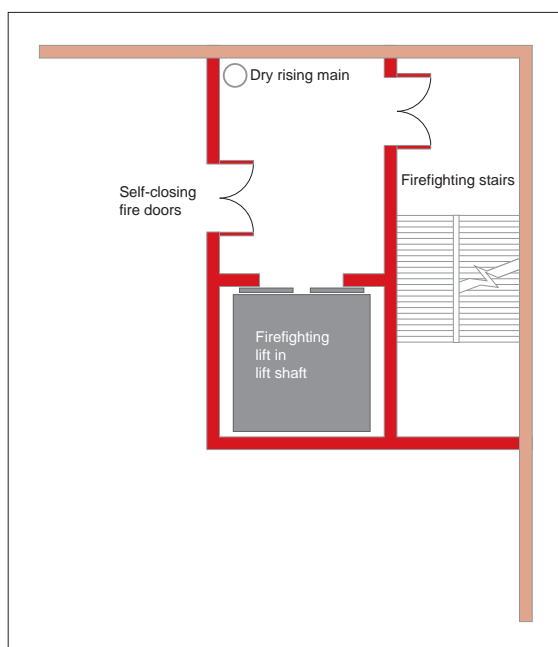 Dry rising main
Self-closing
fire doors
Firefighting stairs
Firefighting
lift in
lift shaft